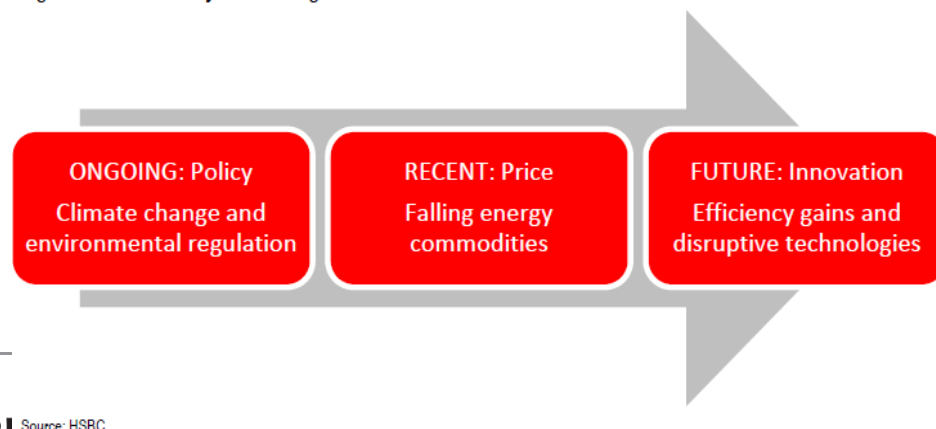 ONGOING: Policy
Climate change and
environmental regulation
RECENT: Price
Falling energy
commodities
FUTURE: Innovation
Efficiency gains and
disruptive technologies
Source: HSBC